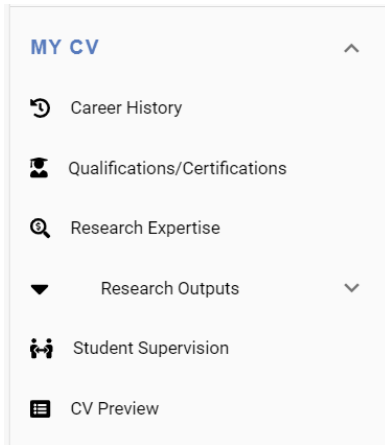 MY CV
Career History
Qualifications/Certifications
Research Expertise
Research Outputs
Student Supervision
CV Preview